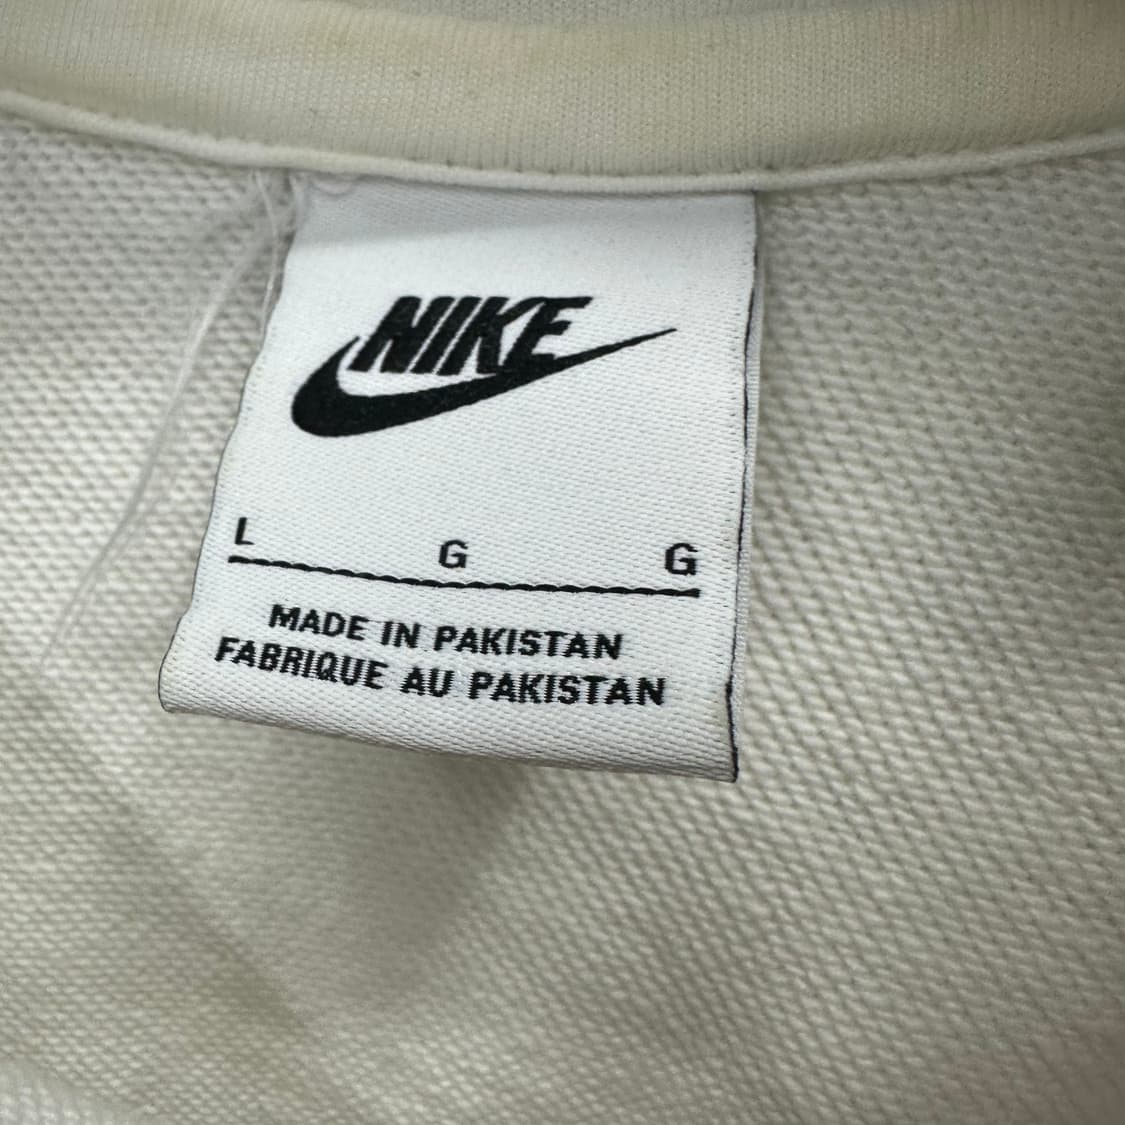 NIKE
L G G
MADE IN PAKISTAN
FABRIQUE AU PAKISTAN